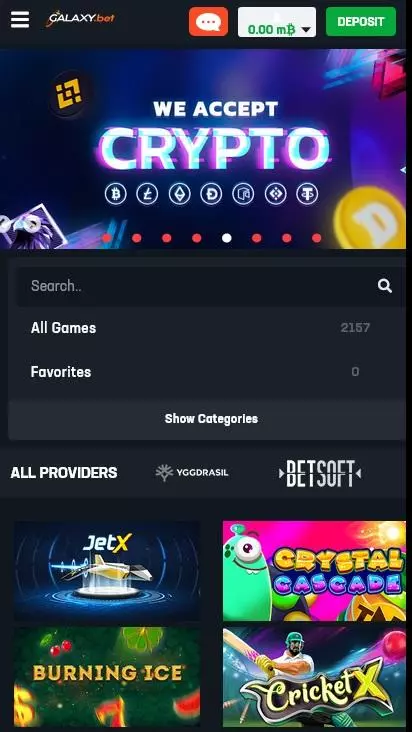 GALAXY.bet
0.00 m₿
DEPOSIT
WE ACCEPT
CRYPTO
Search..
All Games 2157
Favorites 0
Show Categories
ALL PROVIDERS YGGDRASIL BETSOFT
JetX
CRYSTAL
CASCADE
BURNING ICE
CricketX